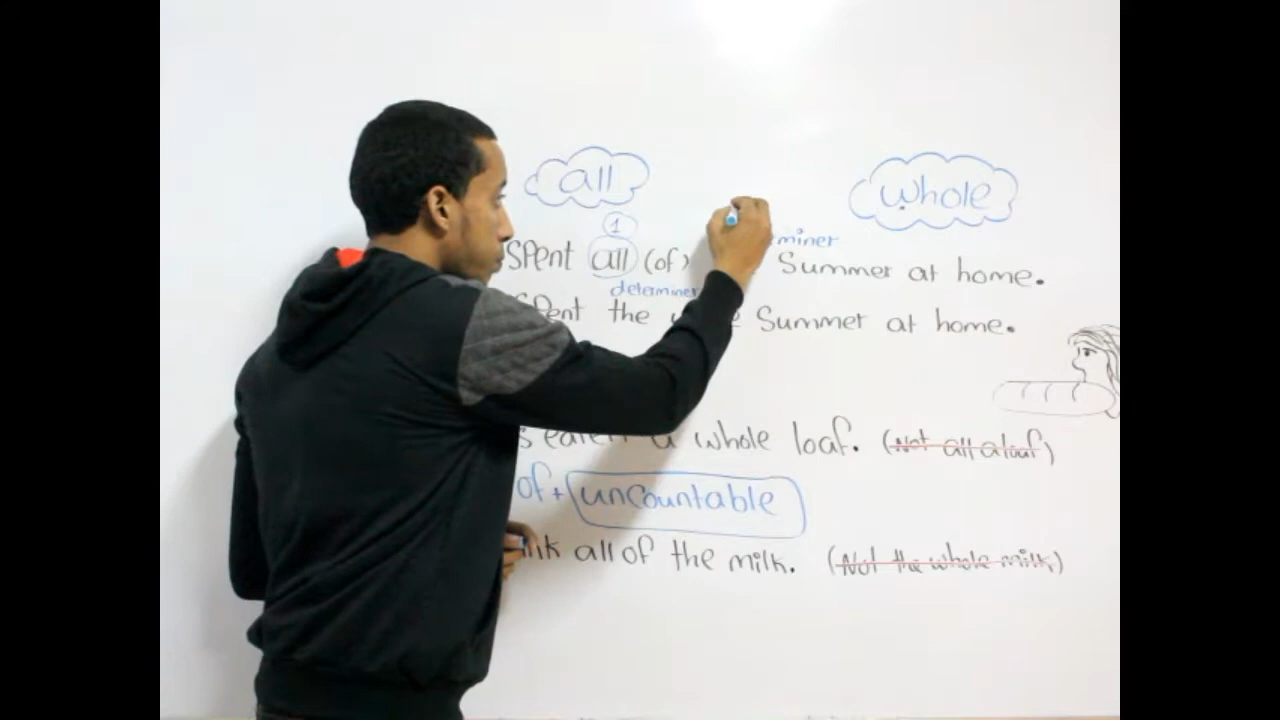 all whole
1
miner
spent all (of) Summer at home.
determiner
spent the Summer at home.
eaten a whole loaf. (Not all a loaf)
of + uncountable
all of the milk. (Not the whole milk)